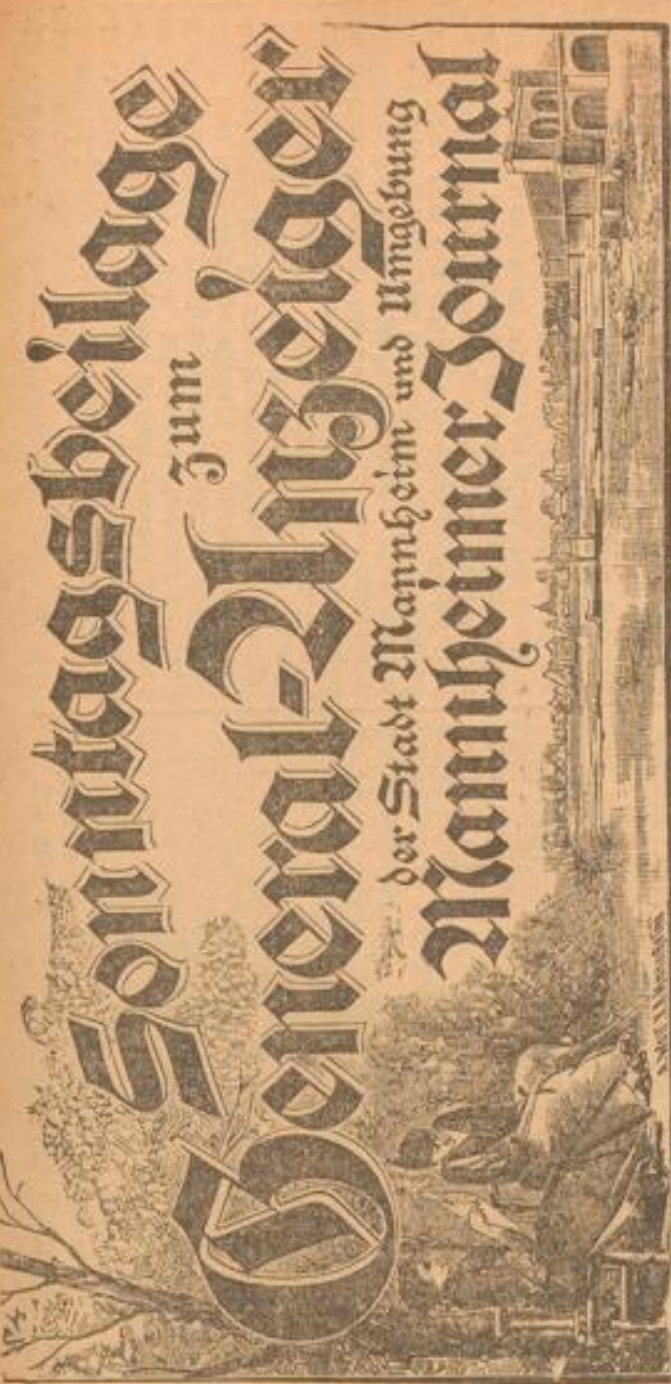 Sonntagsbeilage
zum
General-Anzeiger
der Stadt Mannheim und Umgebung
Mannheimer Journal